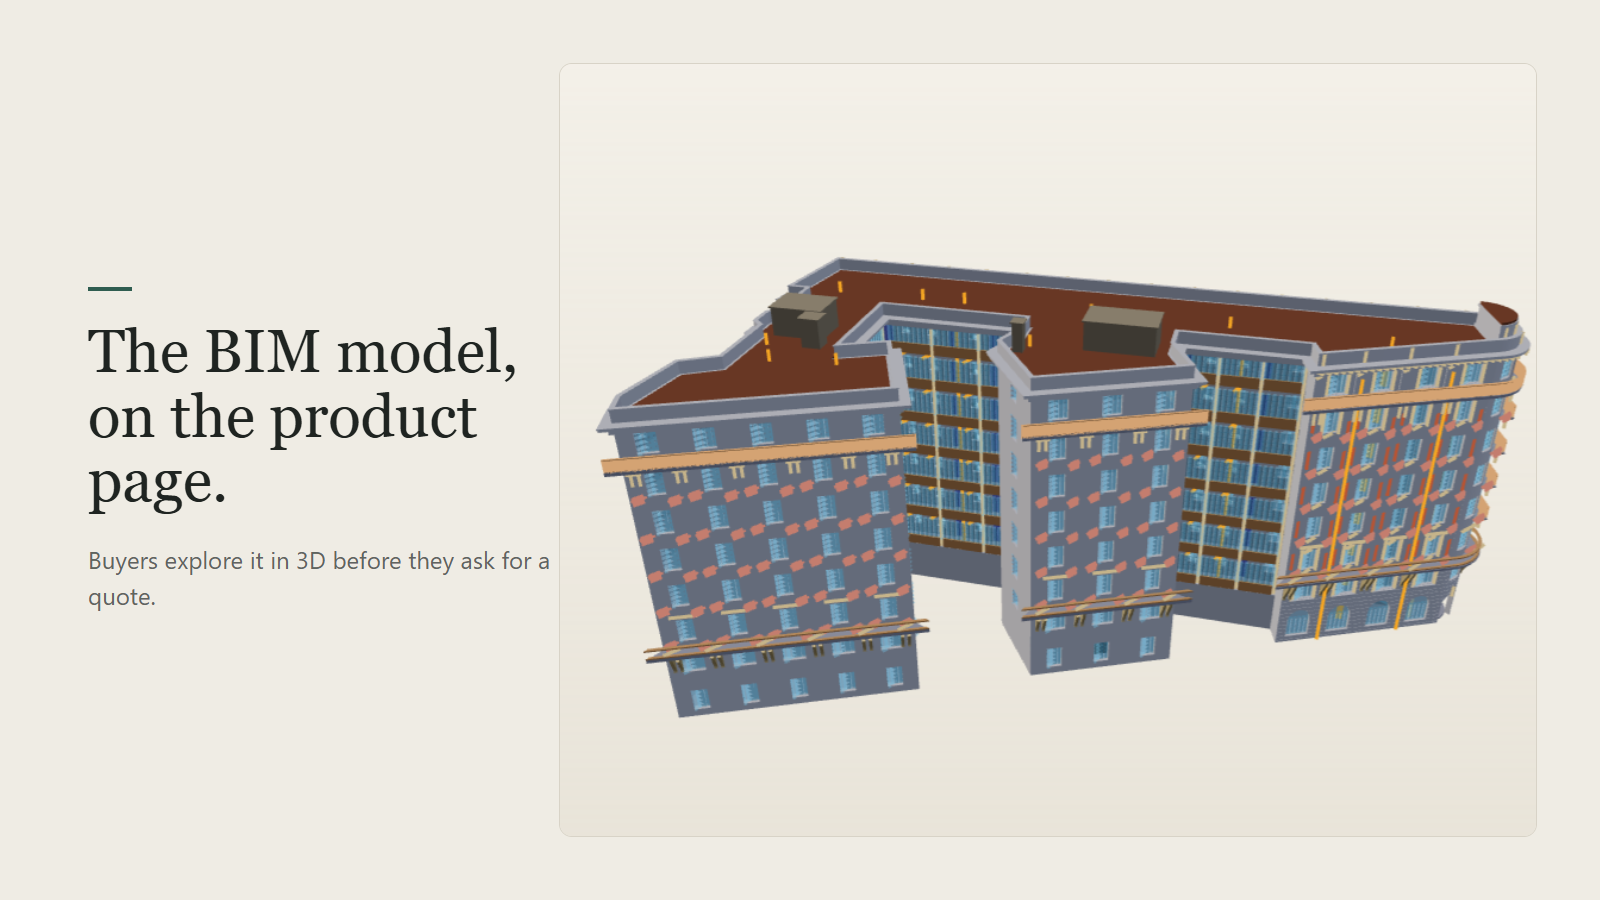 The BIM model,
on the product
page.
Buyers explore it in 3D before they ask for a
quote.